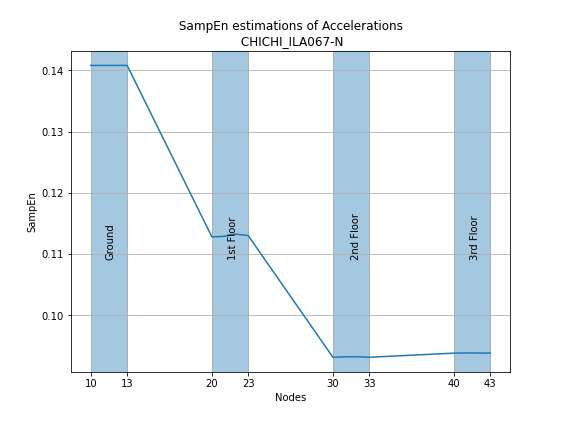 SampEn estimations of Accelerations
CHICHI_ILA067-N
SampEn
0.14
0.13
0.12
0.11
0.10
Ground
1st Floor
2nd Floor
3rd Floor
10 13 20 23 30 33 40 43
Nodes